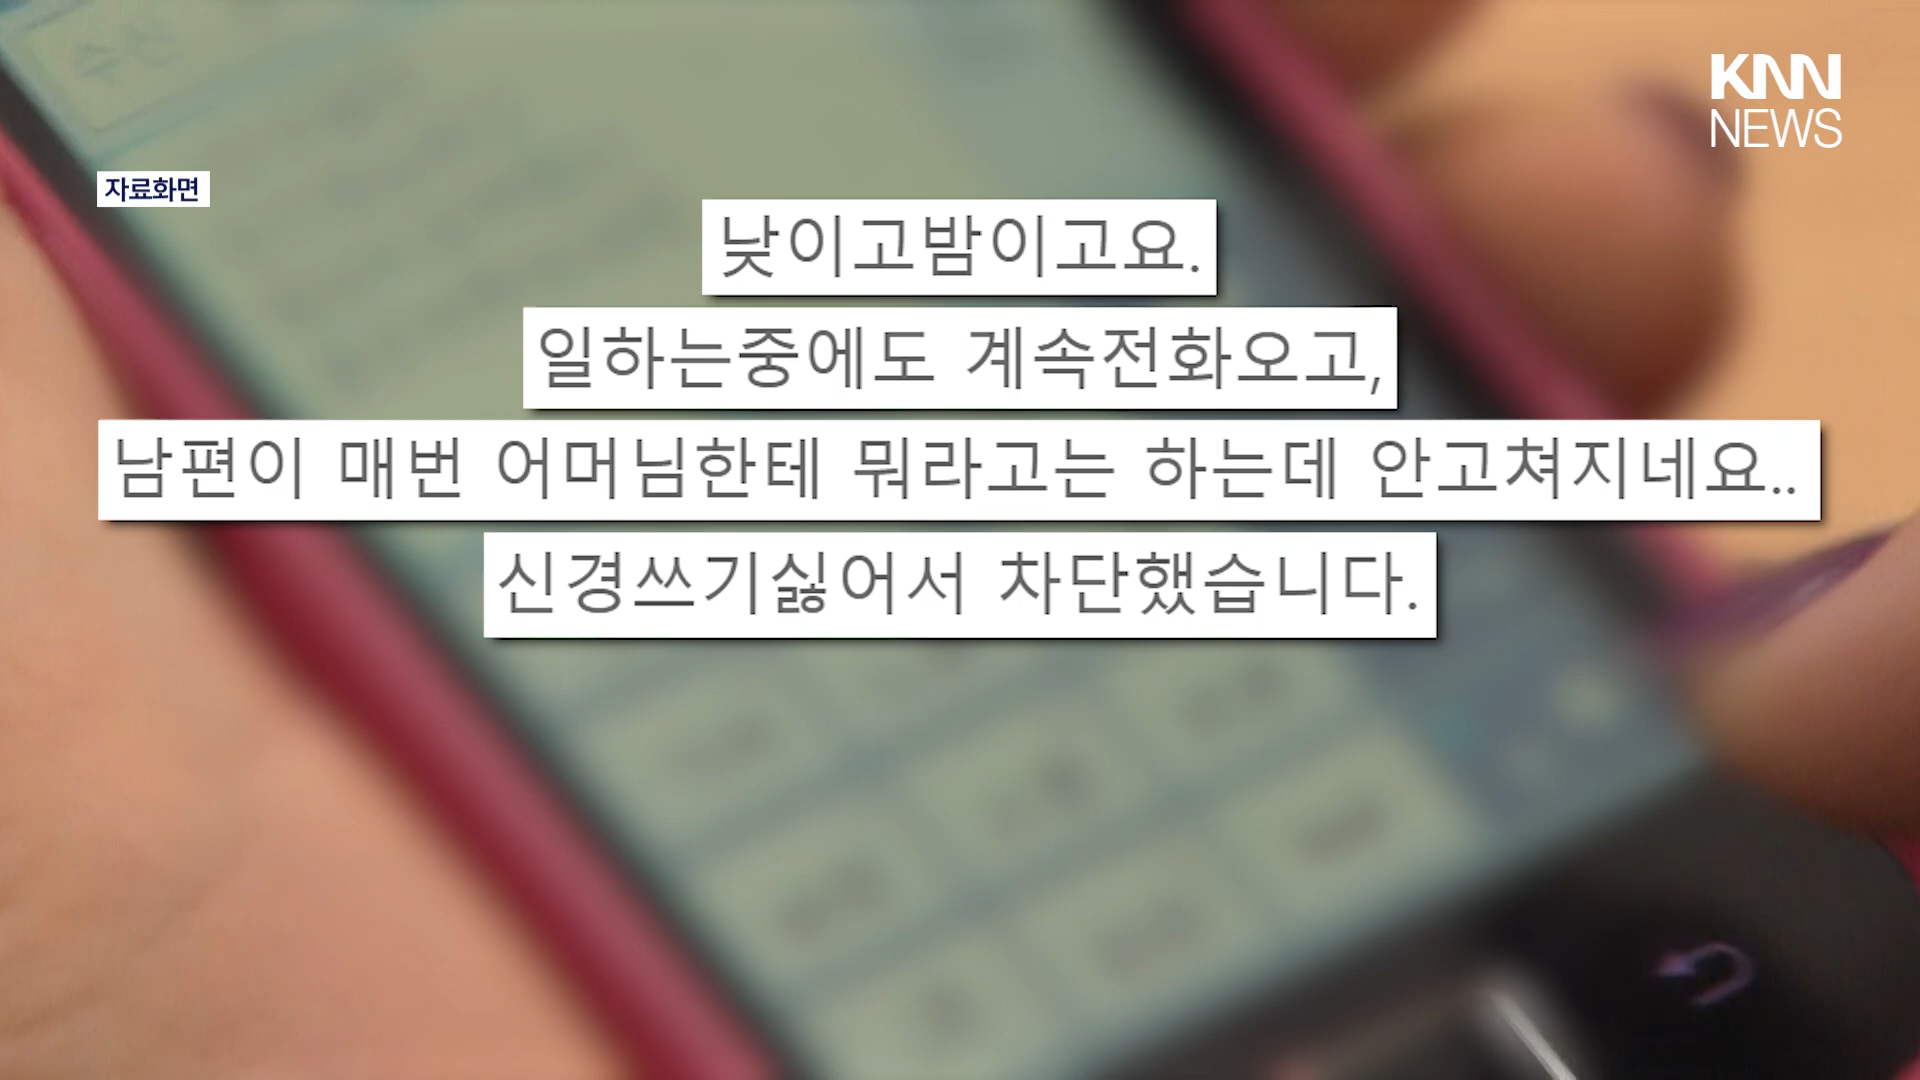 KNN
NEWS
자료화면
낮이고밤이고요.
일하는중에도 계속전화오고,
남편이 매번 어머님한테 뭐라고는 하는데 안고쳐지네요..
신경쓰기싫어서 차단했습니다.